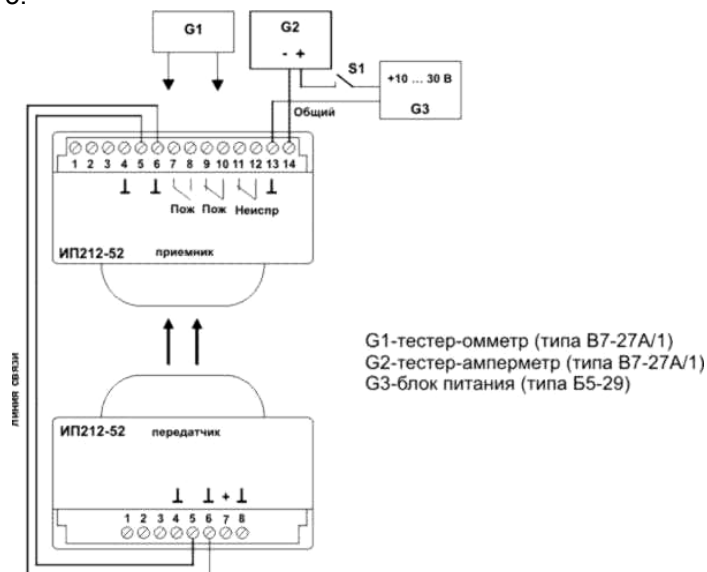 G1
G2
- +
S1
+10 ... 30 В
G3
Общий
1 2 3 4 5 6 7 8 9 10 11 12 13 14
⊥ ⊥ ⊥
Пож Пож Неиспр
ИП212-52 приемник
G1-тестер-омметр (типа В7-27А/1)
G2-тестер-амперметр (типа В7-27А/1)
G3-блок питания (типа Б5-29)
линия связи
ИП212-52 передатчик
⊥ ⊥ + ⊥
1 2 3 4 5 6 7 8